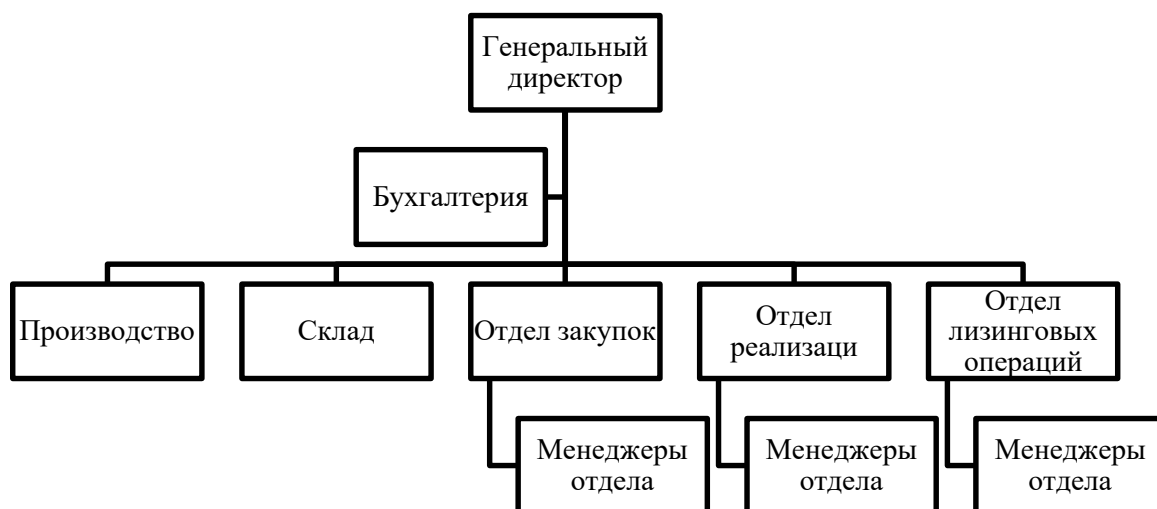 Генеральный
директор
Бухгалтерия
Производство
Склад
Отдел закупок
Отдел
реализаци
Отдел
лизинговых
операций
Менеджеры
отдела
Менеджеры
отдела
Менеджеры
отдела